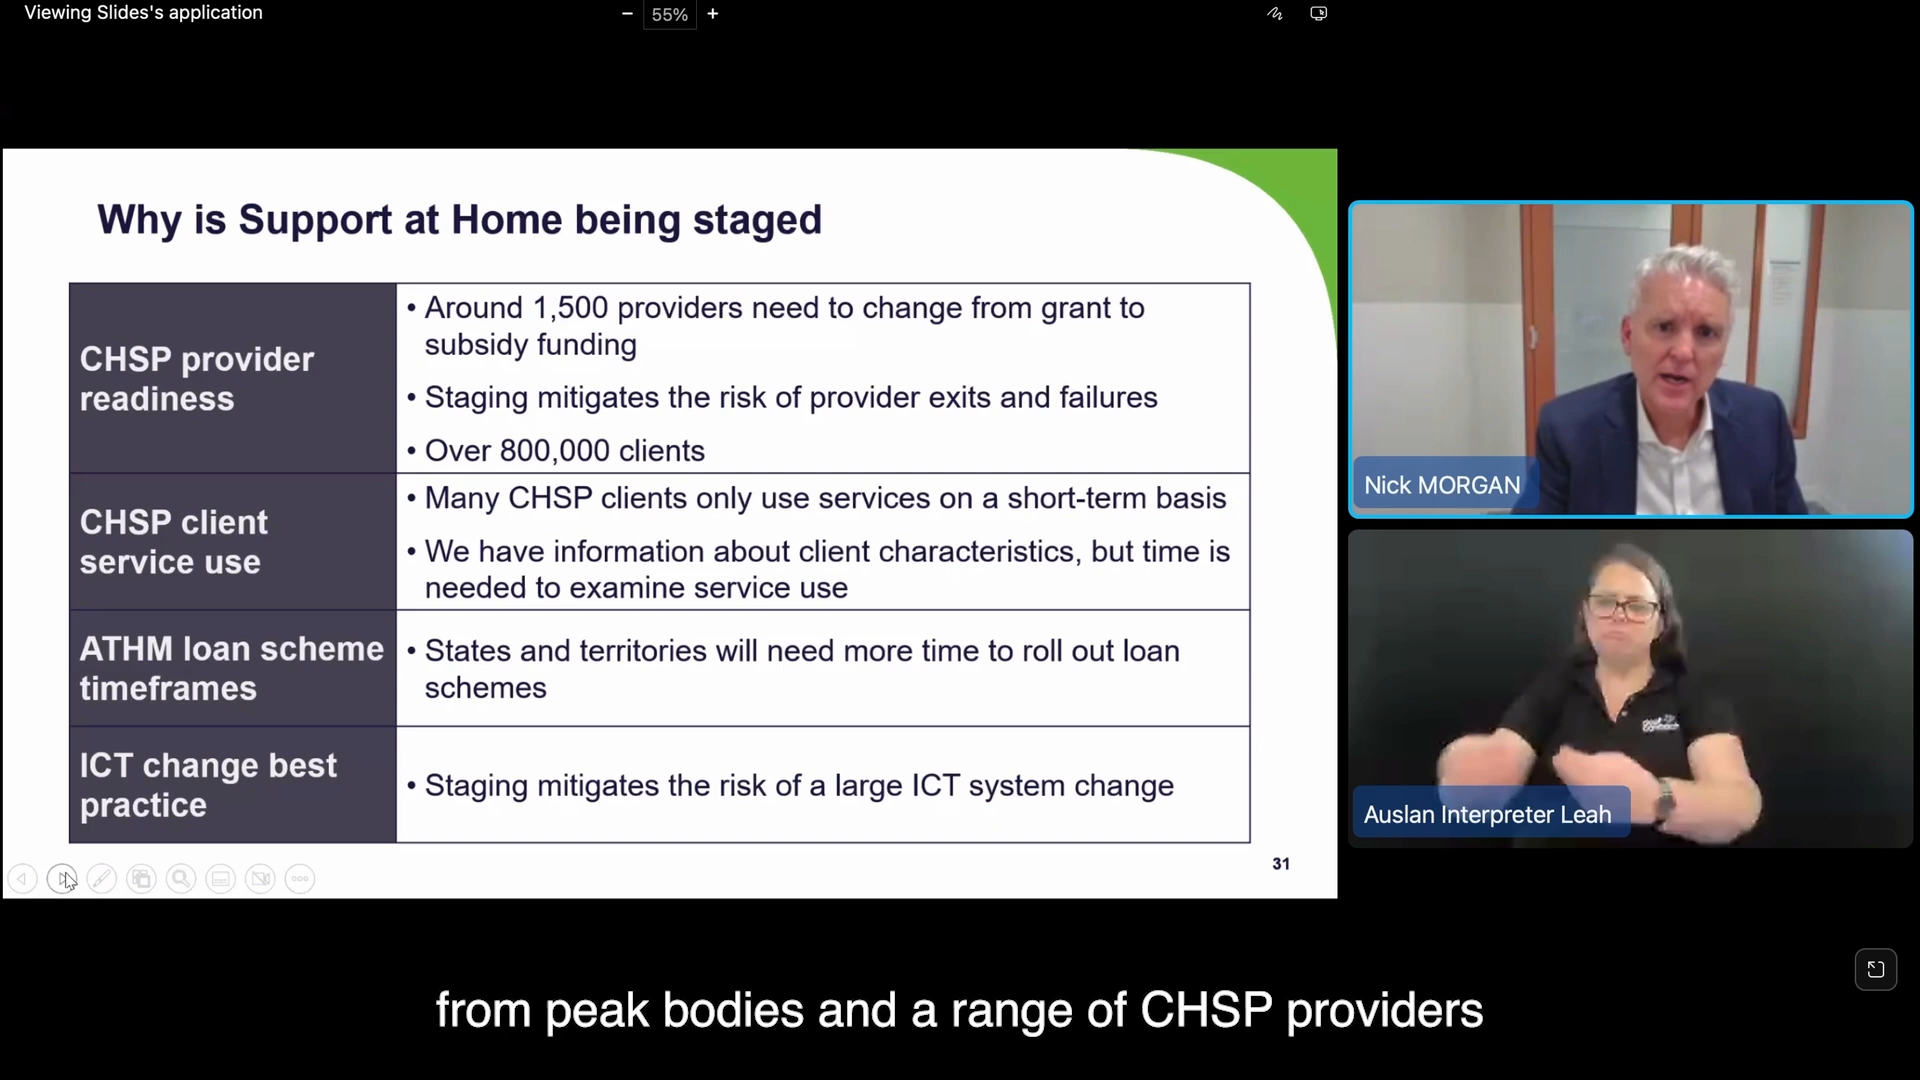 Viewing Slides's application
55%
Why is Support at Home being staged
CHSP provider
readiness
• Around 1,500 providers need to change from grant to
subsidy funding
• Staging mitigates the risk of provider exits and failures
• Over 800,000 clients
CHSP client
service use
• Many CHSP clients only use services on a short-term basis
• We have information about client characteristics, but time is
needed to examine service use
ATHM loan scheme
timeframes
• States and territories will need more time to roll out loan
schemes
ICT change best
practice
• Staging mitigates the risk of a large ICT system change
31
Nick MORGAN
Auslan Interpreter Leah
from peak bodies and a range of CHSP providers